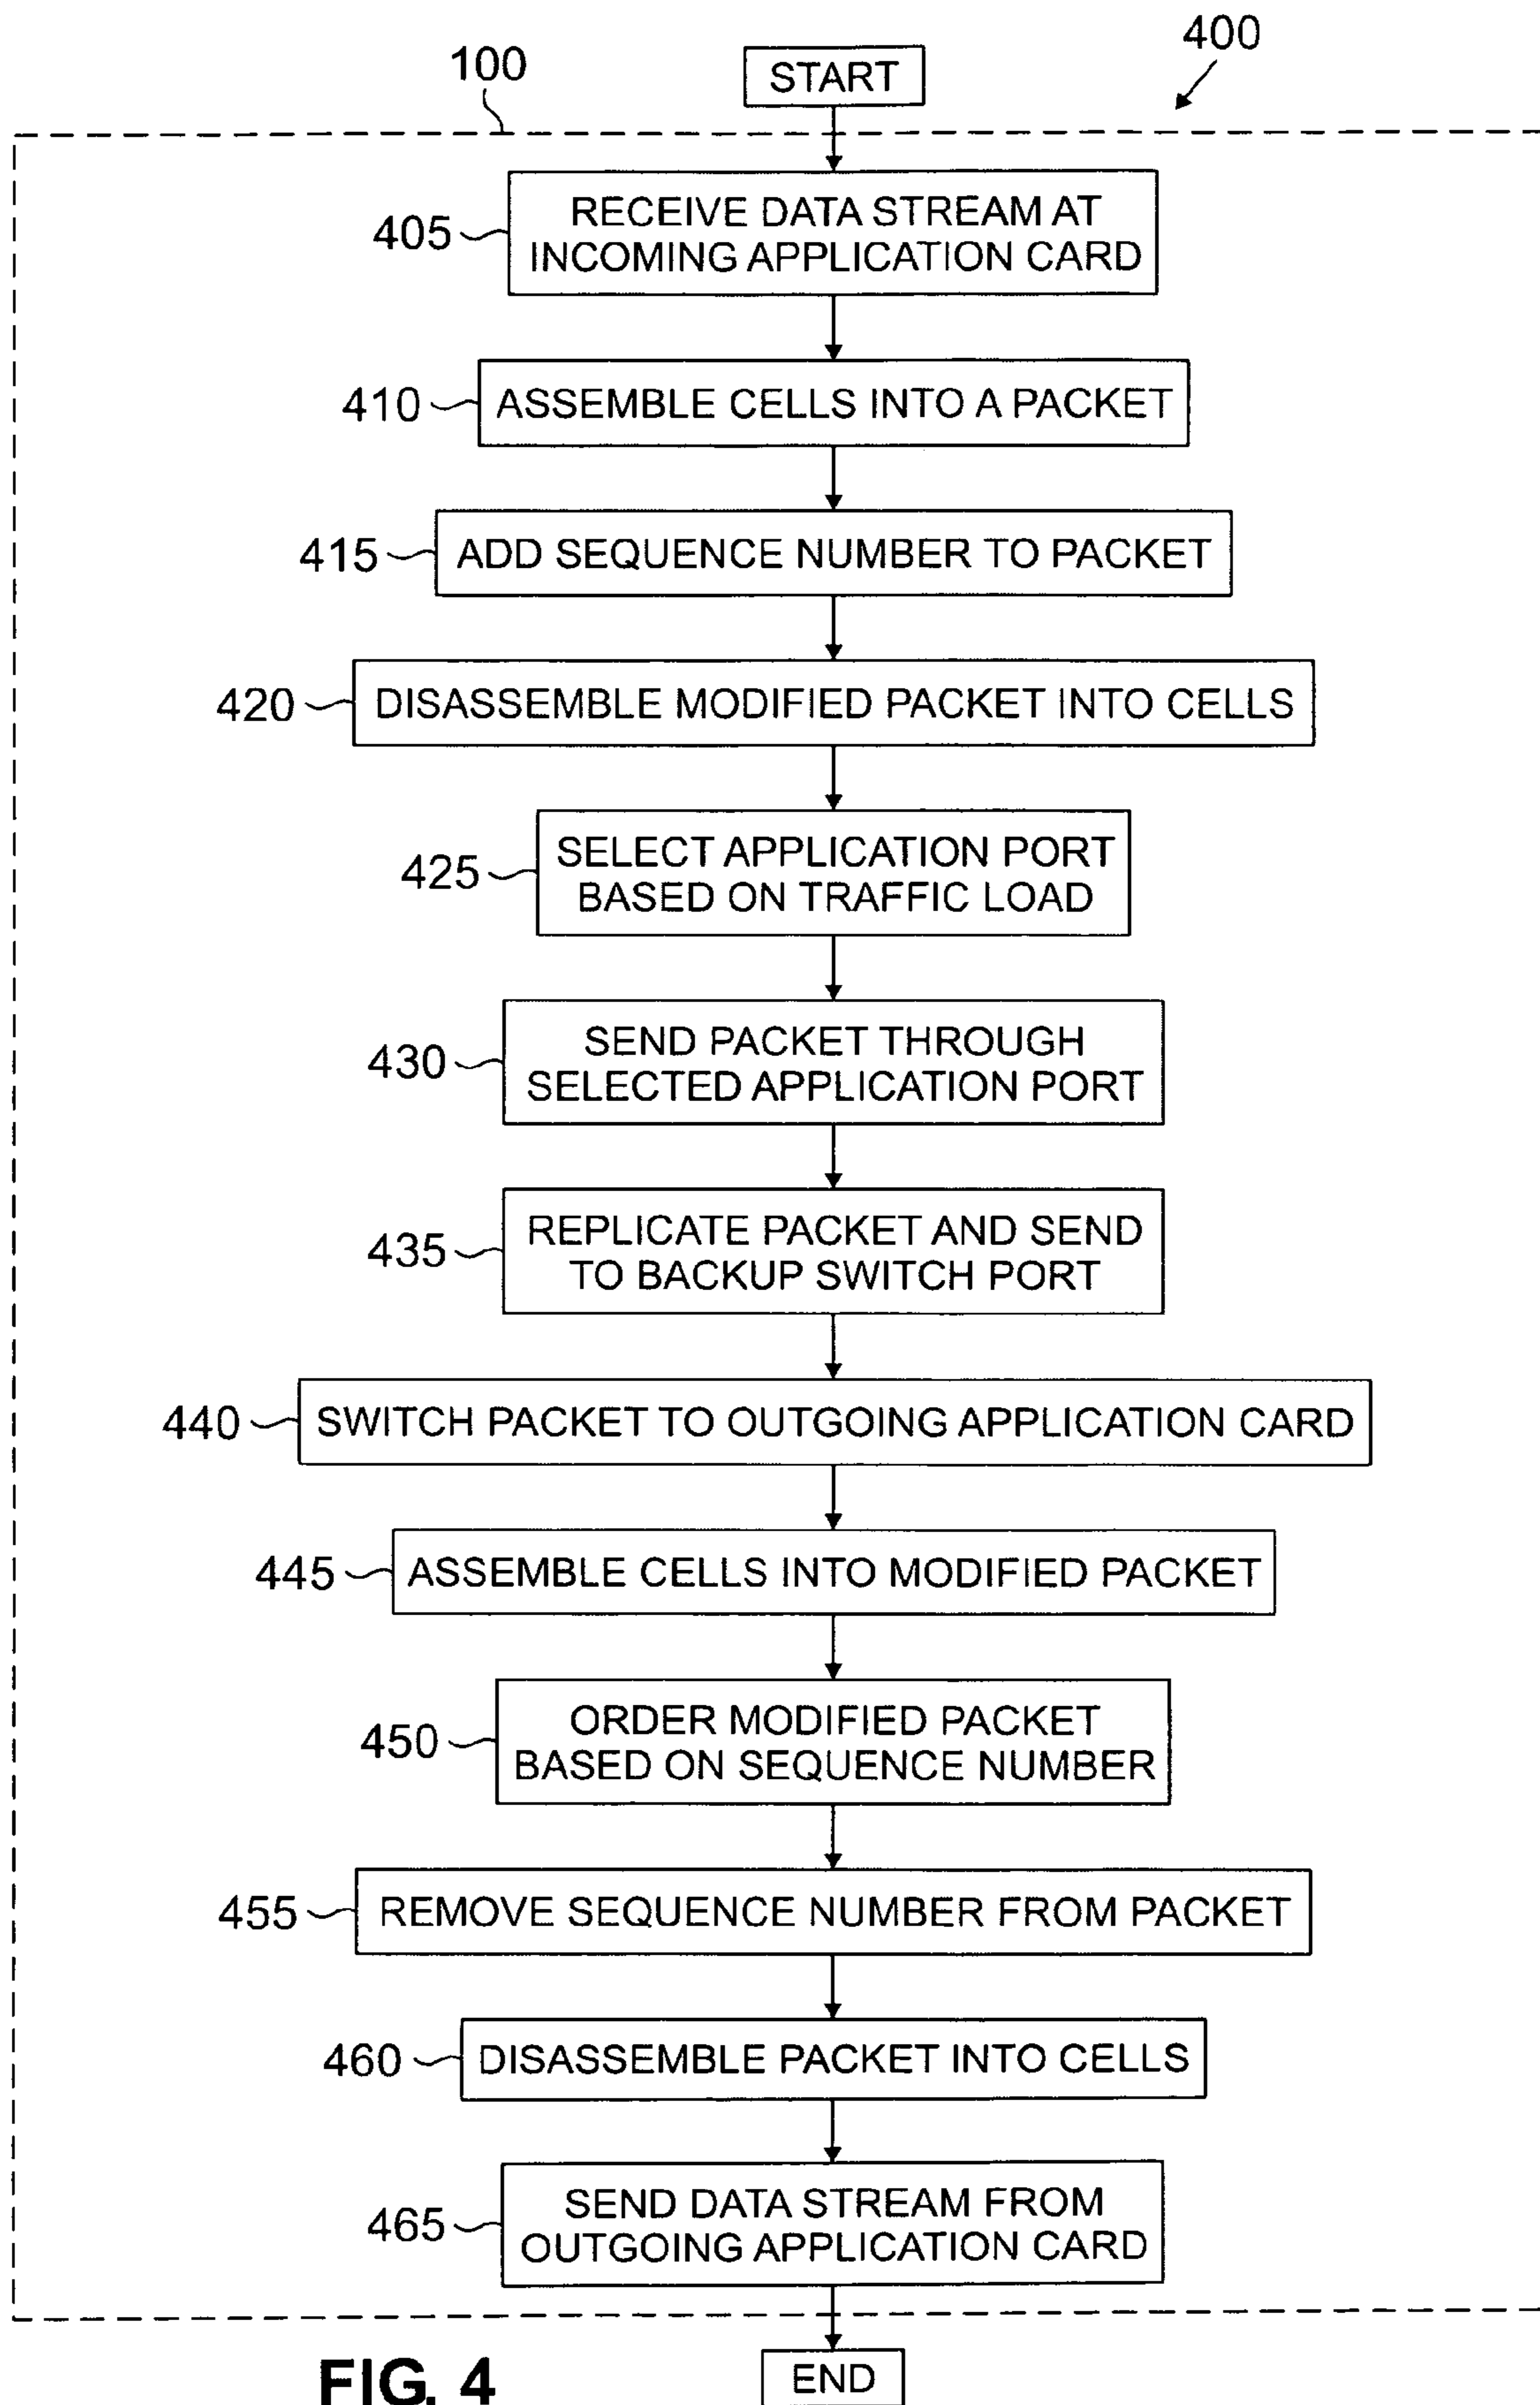 400
100
START
405
RECEIVE DATA STREAM AT
INCOMING APPLICATION CARD
410
ASSEMBLE CELLS INTO A PACKET
415
ADD SEQUENCE NUMBER TO PACKET
420
DISASSEMBLE MODIFIED PACKET INTO CELLS
425
SELECT APPLICATION PORT
BASED ON TRAFFIC LOAD
430
SEND PACKET THROUGH
SELECTED APPLICATION PORT
435
REPLICATE PACKET AND SEND
TO BACKUP SWITCH PORT
440
SWITCH PACKET TO OUTGOING APPLICATION CARD
445
ASSEMBLE CELLS INTO MODIFIED PACKET
450
ORDER MODIFIED PACKET
BASED ON SEQUENCE NUMBER
455
REMOVE SEQUENCE NUMBER FROM PACKET
460
DISASSEMBLE PACKET INTO CELLS
465
SEND DATA STREAM FROM
OUTGOING APPLICATION CARD
END
FIG. 4